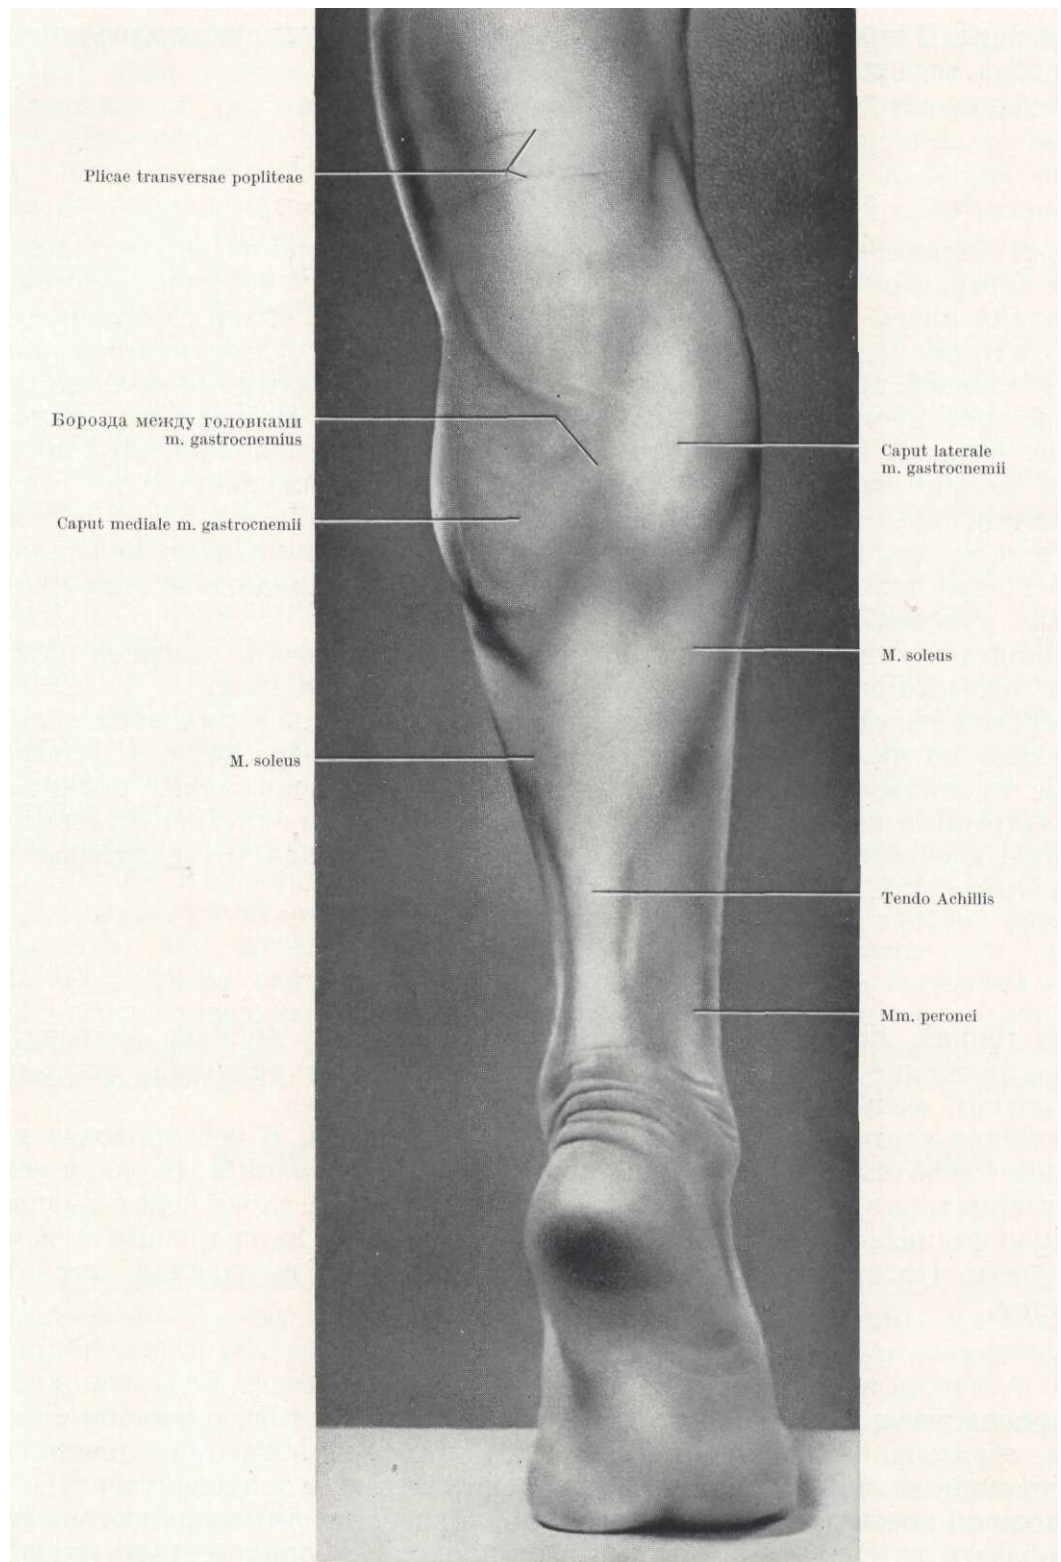 Plicae transversae popliteae
Борозда между головками
m. gastrocnemius
Caput mediale m. gastrocnemii
M. soleus
Caput laterale
m. gastrocnemii
M. soleus
Tendo Achillis
Mm. peronei